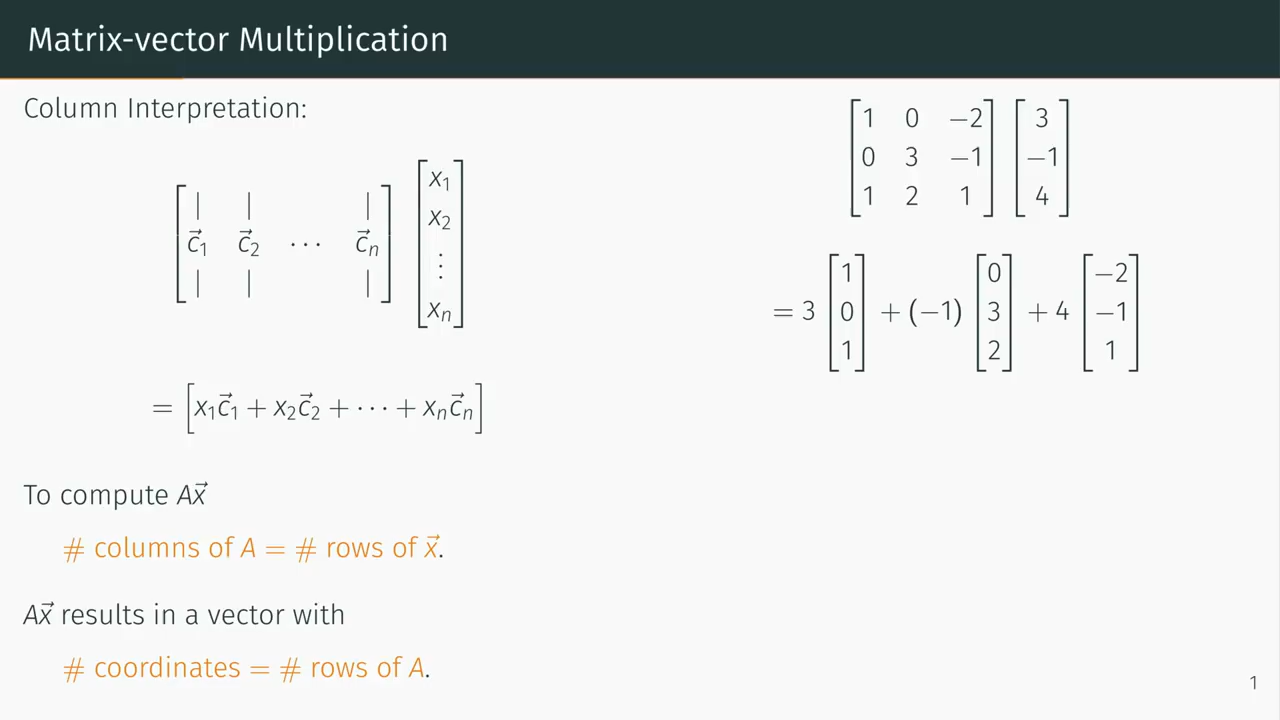 Matrix-vector Multiplication
Column Interpretation:
[ | | | ]
[ c⃗₁ c⃗₂ ⋯ c⃗ₙ ]
[ | | | ]
[ x₁ ]
[ x₂ ]
[ ⋮ ]
[ xₙ ]
= [x₁c⃗₁ + x₂c⃗₂ + ⋯ + xₙc⃗ₙ]
To compute Ax⃗
# columns of A = # rows of x⃗.
Ax⃗ results in a vector with
# coordinates = # rows of A.
[ 1 0 −2 ] [ 3 ]
[ 0 3 −1 ] [ −1 ]
[ 1 2 1 ] [ 4 ]
[ 1 ] [ 0 ] [ −2 ]
= 3 [ 0 ] + (−1) [ 3 ] + 4 [ −1 ]
[ 1 ] [ 2 ] [ 1 ]
1